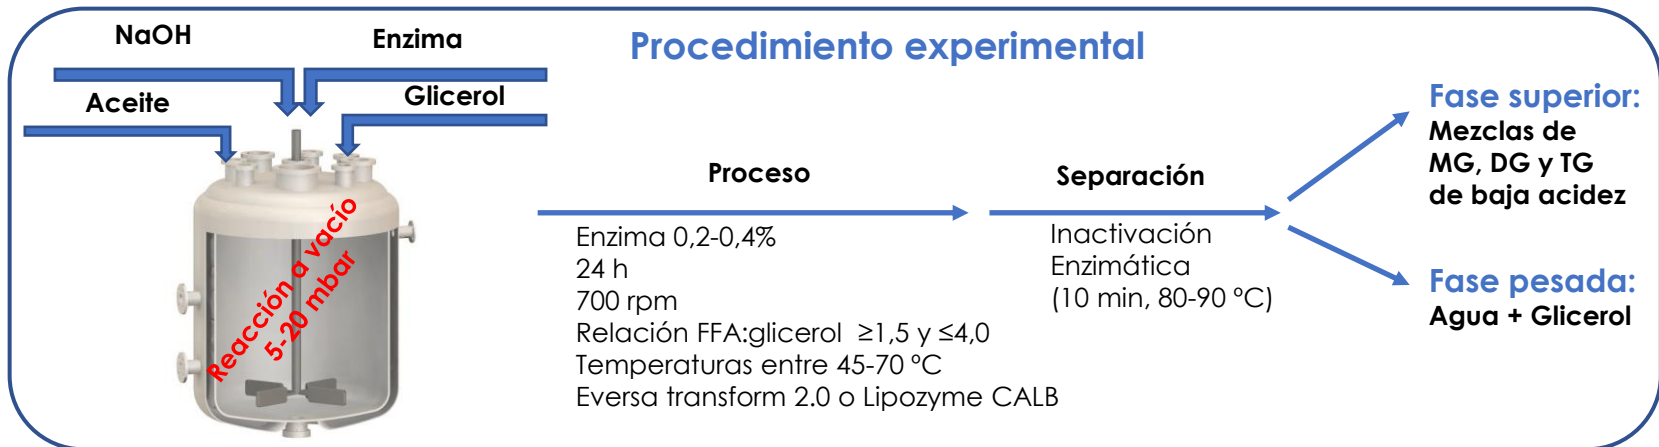 Procedimiento experimental
NaOH
Enzima
Aceite
Glicerol
Reacción a vacío
5-20 mbar
Proceso
Enzima 0,2-0,4%
24 h
700 rpm
Relación FFA:glicerol ≥1,5 y ≤4,0
Temperaturas entre 45-70 ºC
Eversa transform 2.0 o Lipozyme CALB
Separación
Inactivación
Enzimática
(10 min, 80-90 ºC)
Fase superior:
Mezclas de
MG, DG y TG
de baja acidez
Fase pesada:
Agua + Glicerol